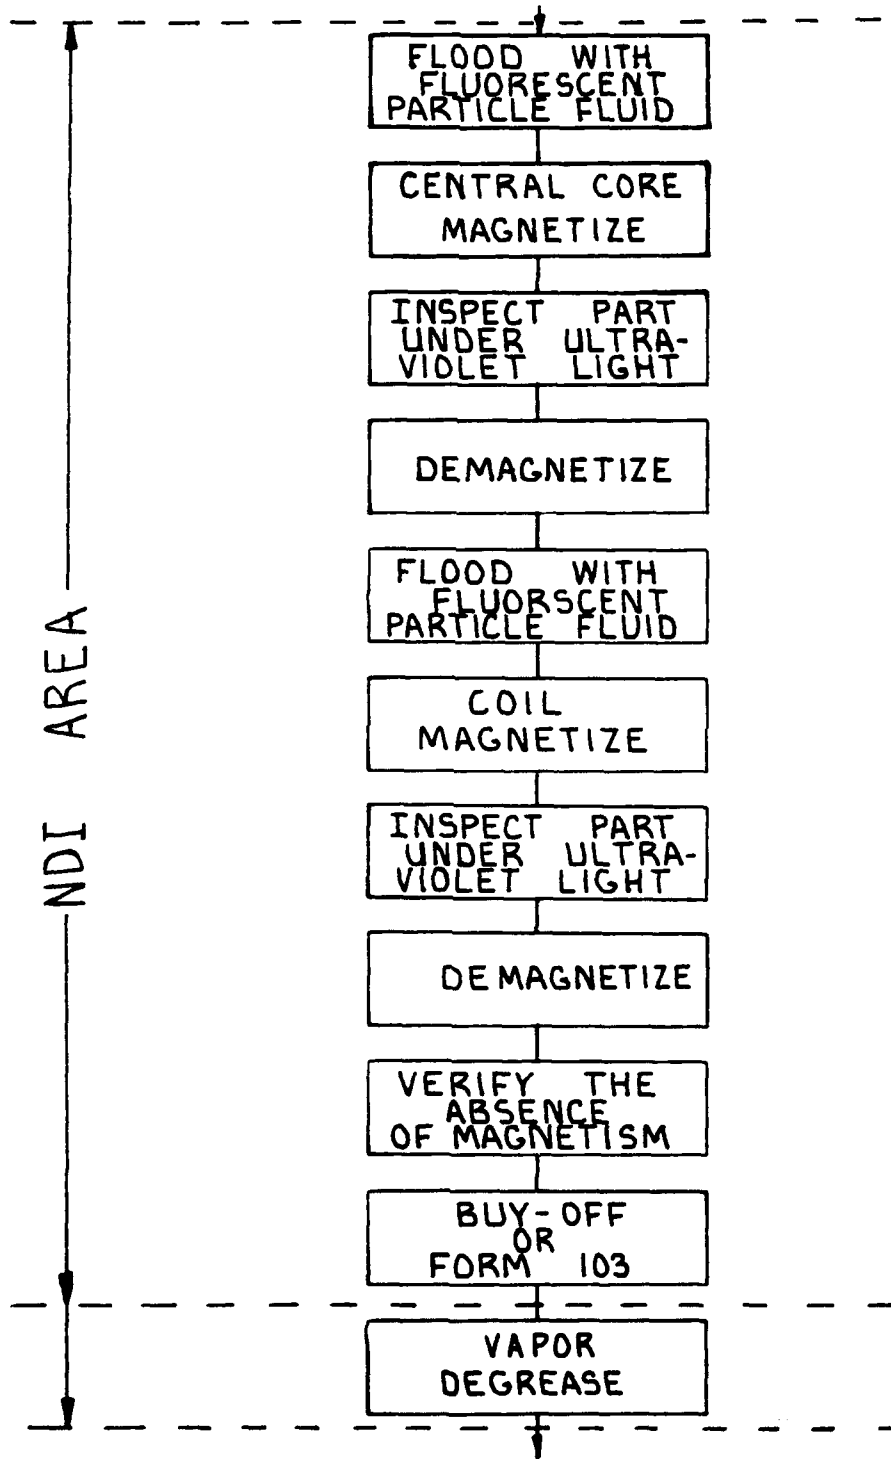 FLOOD WITH
FLUORESCENT
PARTICLE FLUID
CENTRAL CORE
MAGNETIZE
INSPECT PART
UNDER ULTRA-
VIOLET LIGHT
DEMAGNETIZE
FLOOD WITH
FLUORSCENT
PARTICLE FLUID
COIL
MAGNETIZE
INSPECT PART
UNDER ULTRA-
VIOLET LIGHT
DEMAGNETIZE
VERIFY THE
ABSENCE
OF MAGNETISM
BUY-OFF
OR
FORM 103
VAPOR
DEGREASE
NDI AREA